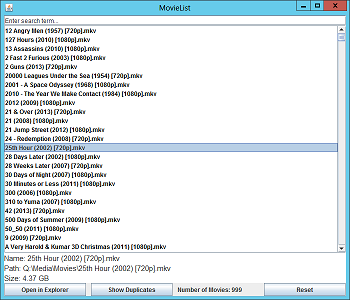 MovieList
Enter search term...
12 Angry Men (1957) [720p].mkv
127 Hours (2010) [1080p].mkv
13 Assassins (2010) [1080p].mkv
2 Fast 2 Furious (2003) [1080p].mkv
2 Guns (2013) [720p].mkv
20000 Leagues Under the Sea (1954) [720p].mkv
2001 - A Space Odyssey (1968) [1080p].mkv
2010 - The Year We Make Contact (1984) [1080p].mkv
2012 (2009) [1080p].mkv
21 & Over (2013) [720p].mkv
21 (2008) [1080p].mkv
21 Jump Street (2012) [1080p].mkv
24 - Redemption (2008) [720p].mkv
25th Hour (2002) [720p].mkv
28 Days Later (2002) [1080p].mkv
28 Weeks Later (2007) [720p].mkv
30 Days of Night (2007) [1080p].mkv
30 Minutes or Less (2011) [1080p].mkv
300 (2006) [1080p].mkv
310 to Yuma (2007) [1080p].mkv
42 (2013) [720p].mkv
500 Days of Summer (2009) [1080p].mkv
50_50 (2011) [1080p].mkv
9 (2009) [1080p].mkv
A Very Harold & Kumar 3D Christmas (2011) [1080p].mkv
Name: 25th Hour (2002) [720p].mkv
Path: Q:\Media\Movies\25th Hour (2002) [720p].mkv
Size: 4.37 GB
Open in Explorer Show Duplicates Number of Movies: 999 Reset